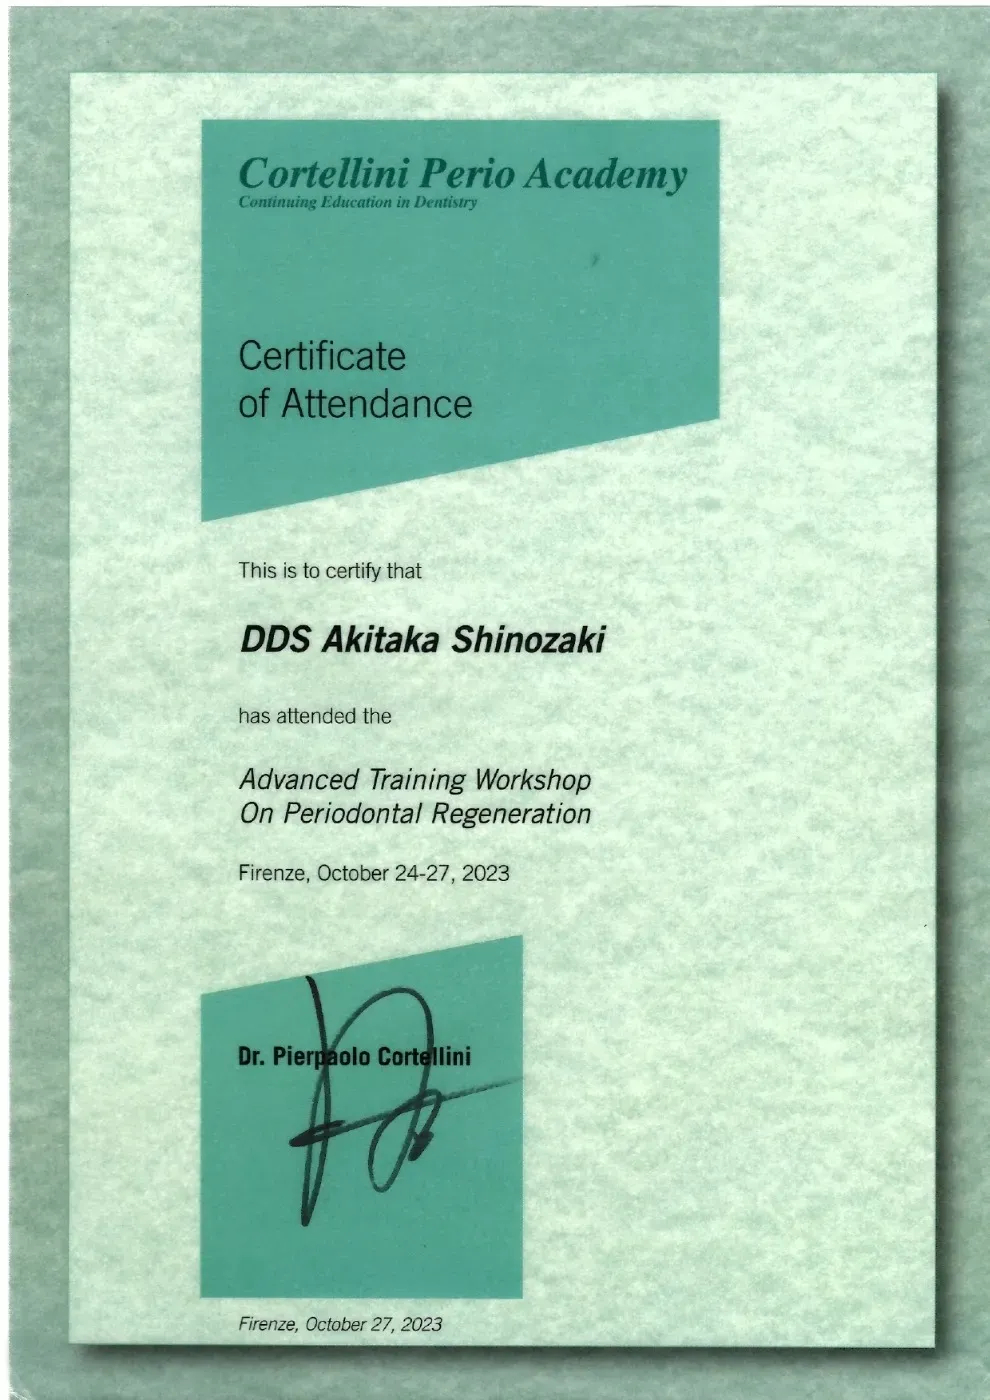 Cortellini Perio Academy
Continuing Education in Dentistry
Certificate
of Attendance
This is to certify that
DDS Akitaka Shinozaki
has attended the
Advanced Training Workshop
On Periodontal Regeneration
Firenze, October 24-27, 2023
Dr. Pierpaolo Cortellini
Firenze, October 27, 2023